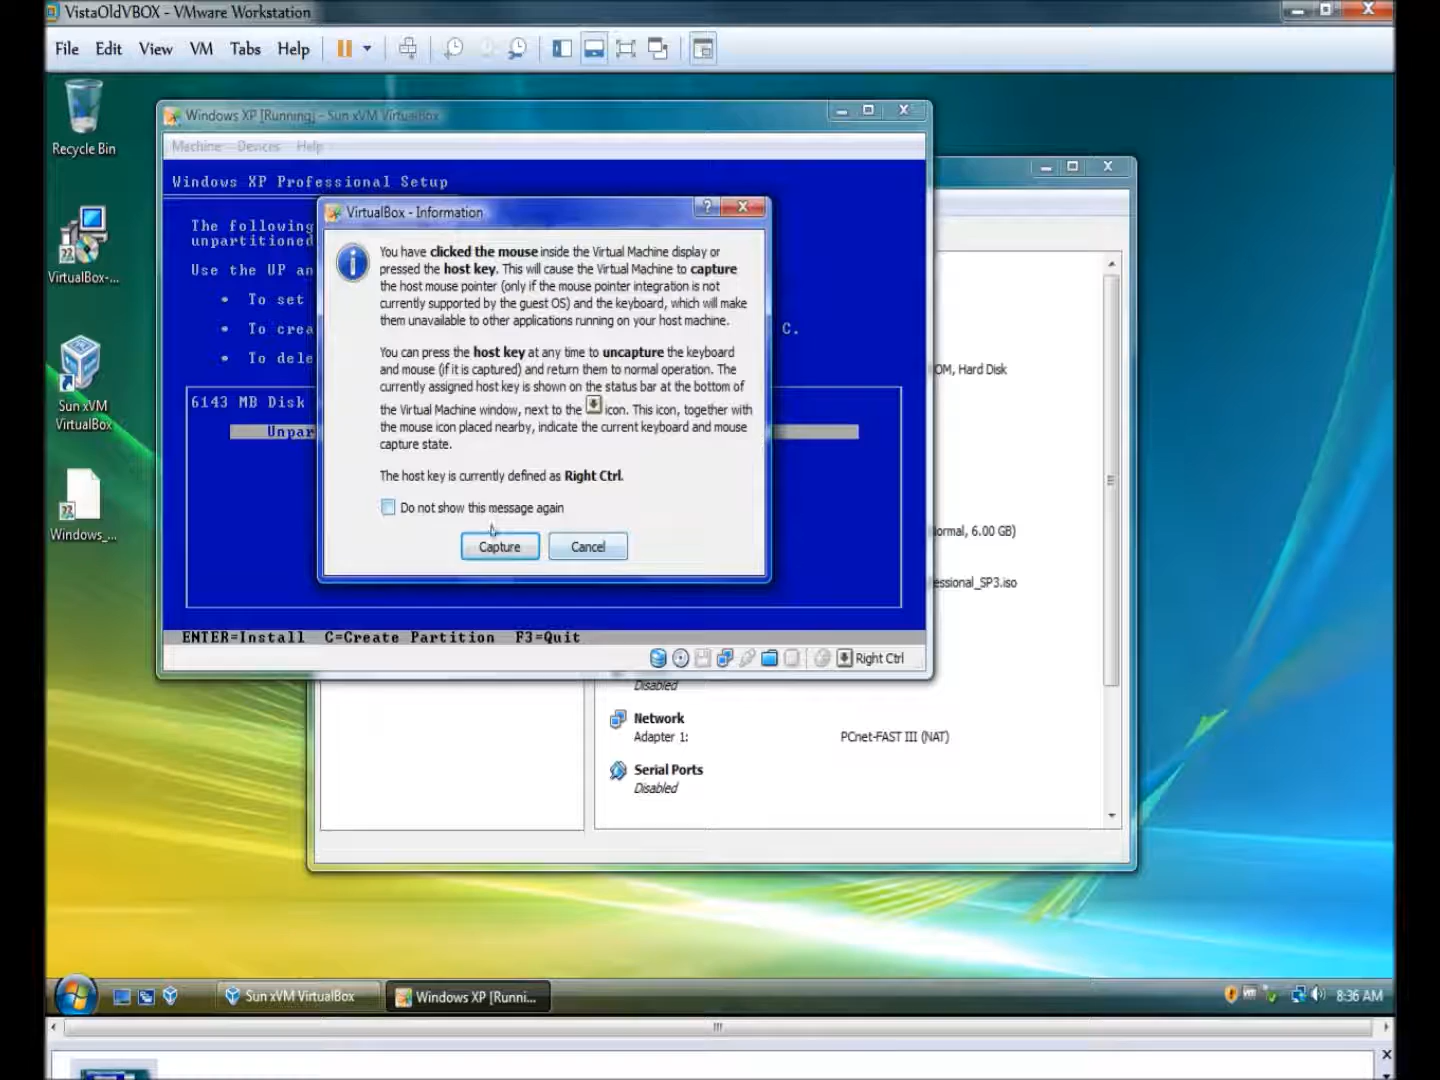 VistaOldVBOX - VMware Workstation
File Edit View VM Tabs Help
Recycle Bin
VirtualBox-...
Sun xVM
VirtualBox
Windows_...
Windows XP [Running] - Sun xVM VirtualBox
Machine Devices Help
Windows XP Professional Setup
The following
unpartitioned
Use the UP an
• To set
• To crea
C.
• To dele
6143 MB Disk
Unpar
ENTER=Install C=Create Partition F3=Quit
Right Ctrl
VirtualBox - Information
You have clicked the mouse inside the Virtual Machine display or
pressed the host key. This will cause the Virtual Machine to capture
the host mouse pointer (only if the mouse pointer integration is not
currently supported by the guest OS) and the keyboard, which will make
them unavailable to other applications running on your host machine.
You can press the host key at any time to uncapture the keyboard
and mouse (if it is captured) and return them to normal operation. The
currently assigned host key is shown on the status bar at the bottom of
the Virtual Machine window, next to the icon. This icon, together with
the mouse icon placed nearby, indicate the current keyboard and mouse
capture state.
The host key is currently defined as Right Ctrl.
Do not show this message again
Capture Cancel
OM, Hard Disk
ormal, 6.00 GB)
essional_SP3.iso
Disabled
Network
Adapter 1: PCnet-FAST III (NAT)
Serial Ports
Disabled
Sun xVM VirtualBox
Windows XP [Runni...
8:36 AM